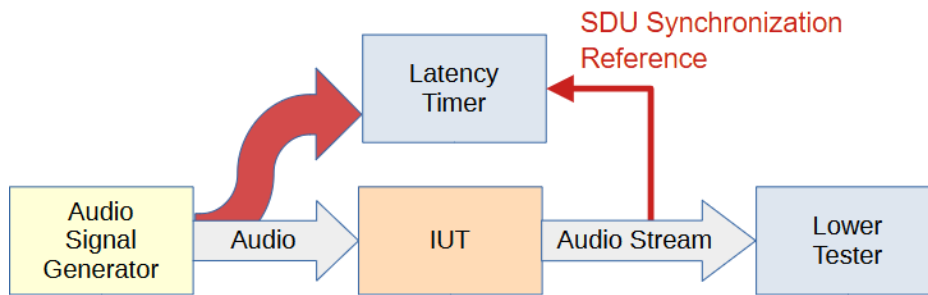 SDU Synchronization
Reference
Latency
Timer
Audio
Signal
Generator
Audio
IUT
Audio Stream
Lower
Tester